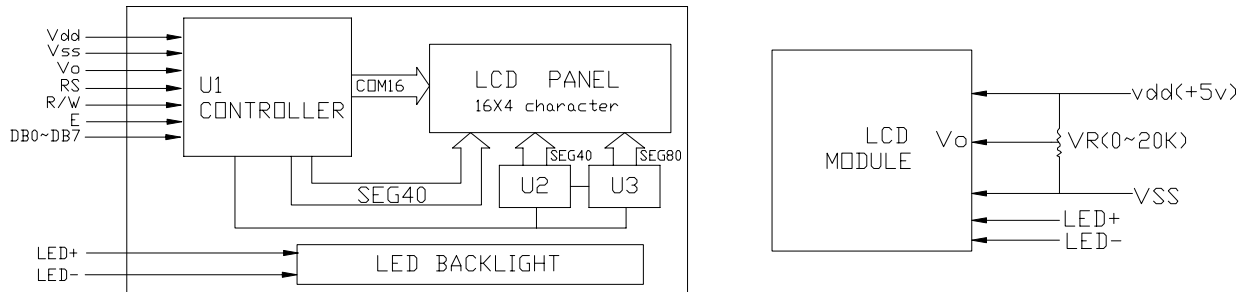 Vdd
Vss
Vo
RS
R/W
E
DB0~DB7
U1
CONTROLLER
COM16
LCD PANEL
16X4 character
SEG40
SEG40
SEG80
U2
U3
LED+
LED-
LED BACKLIGHT
LCD
MODULE
Vo
vdd(+5v)
VR(0~20K)
VSS
LED+
LED-